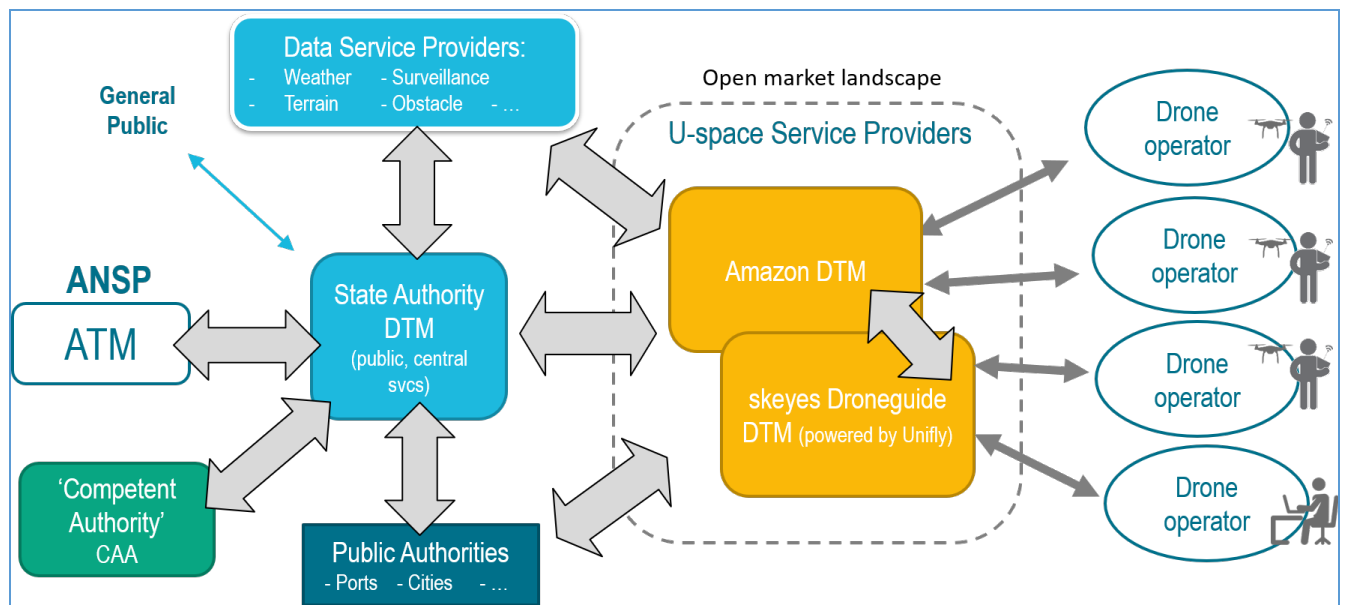 Data Service Providers:
- Weather - Surveillance
- Terrain - Obstacle - ...
General
Public
Open market landscape
U-space Service Providers
ANSP
ATM
State Authority
DTM
(public, central
svcs)
Amazon DTM
skeyes Droneguide
DTM (powered by Unifly)
'Competent
Authority'
CAA
Public Authorities
- Ports - Cities - ...
Drone
operator
Drone
operator
Drone
operator
Drone
operator